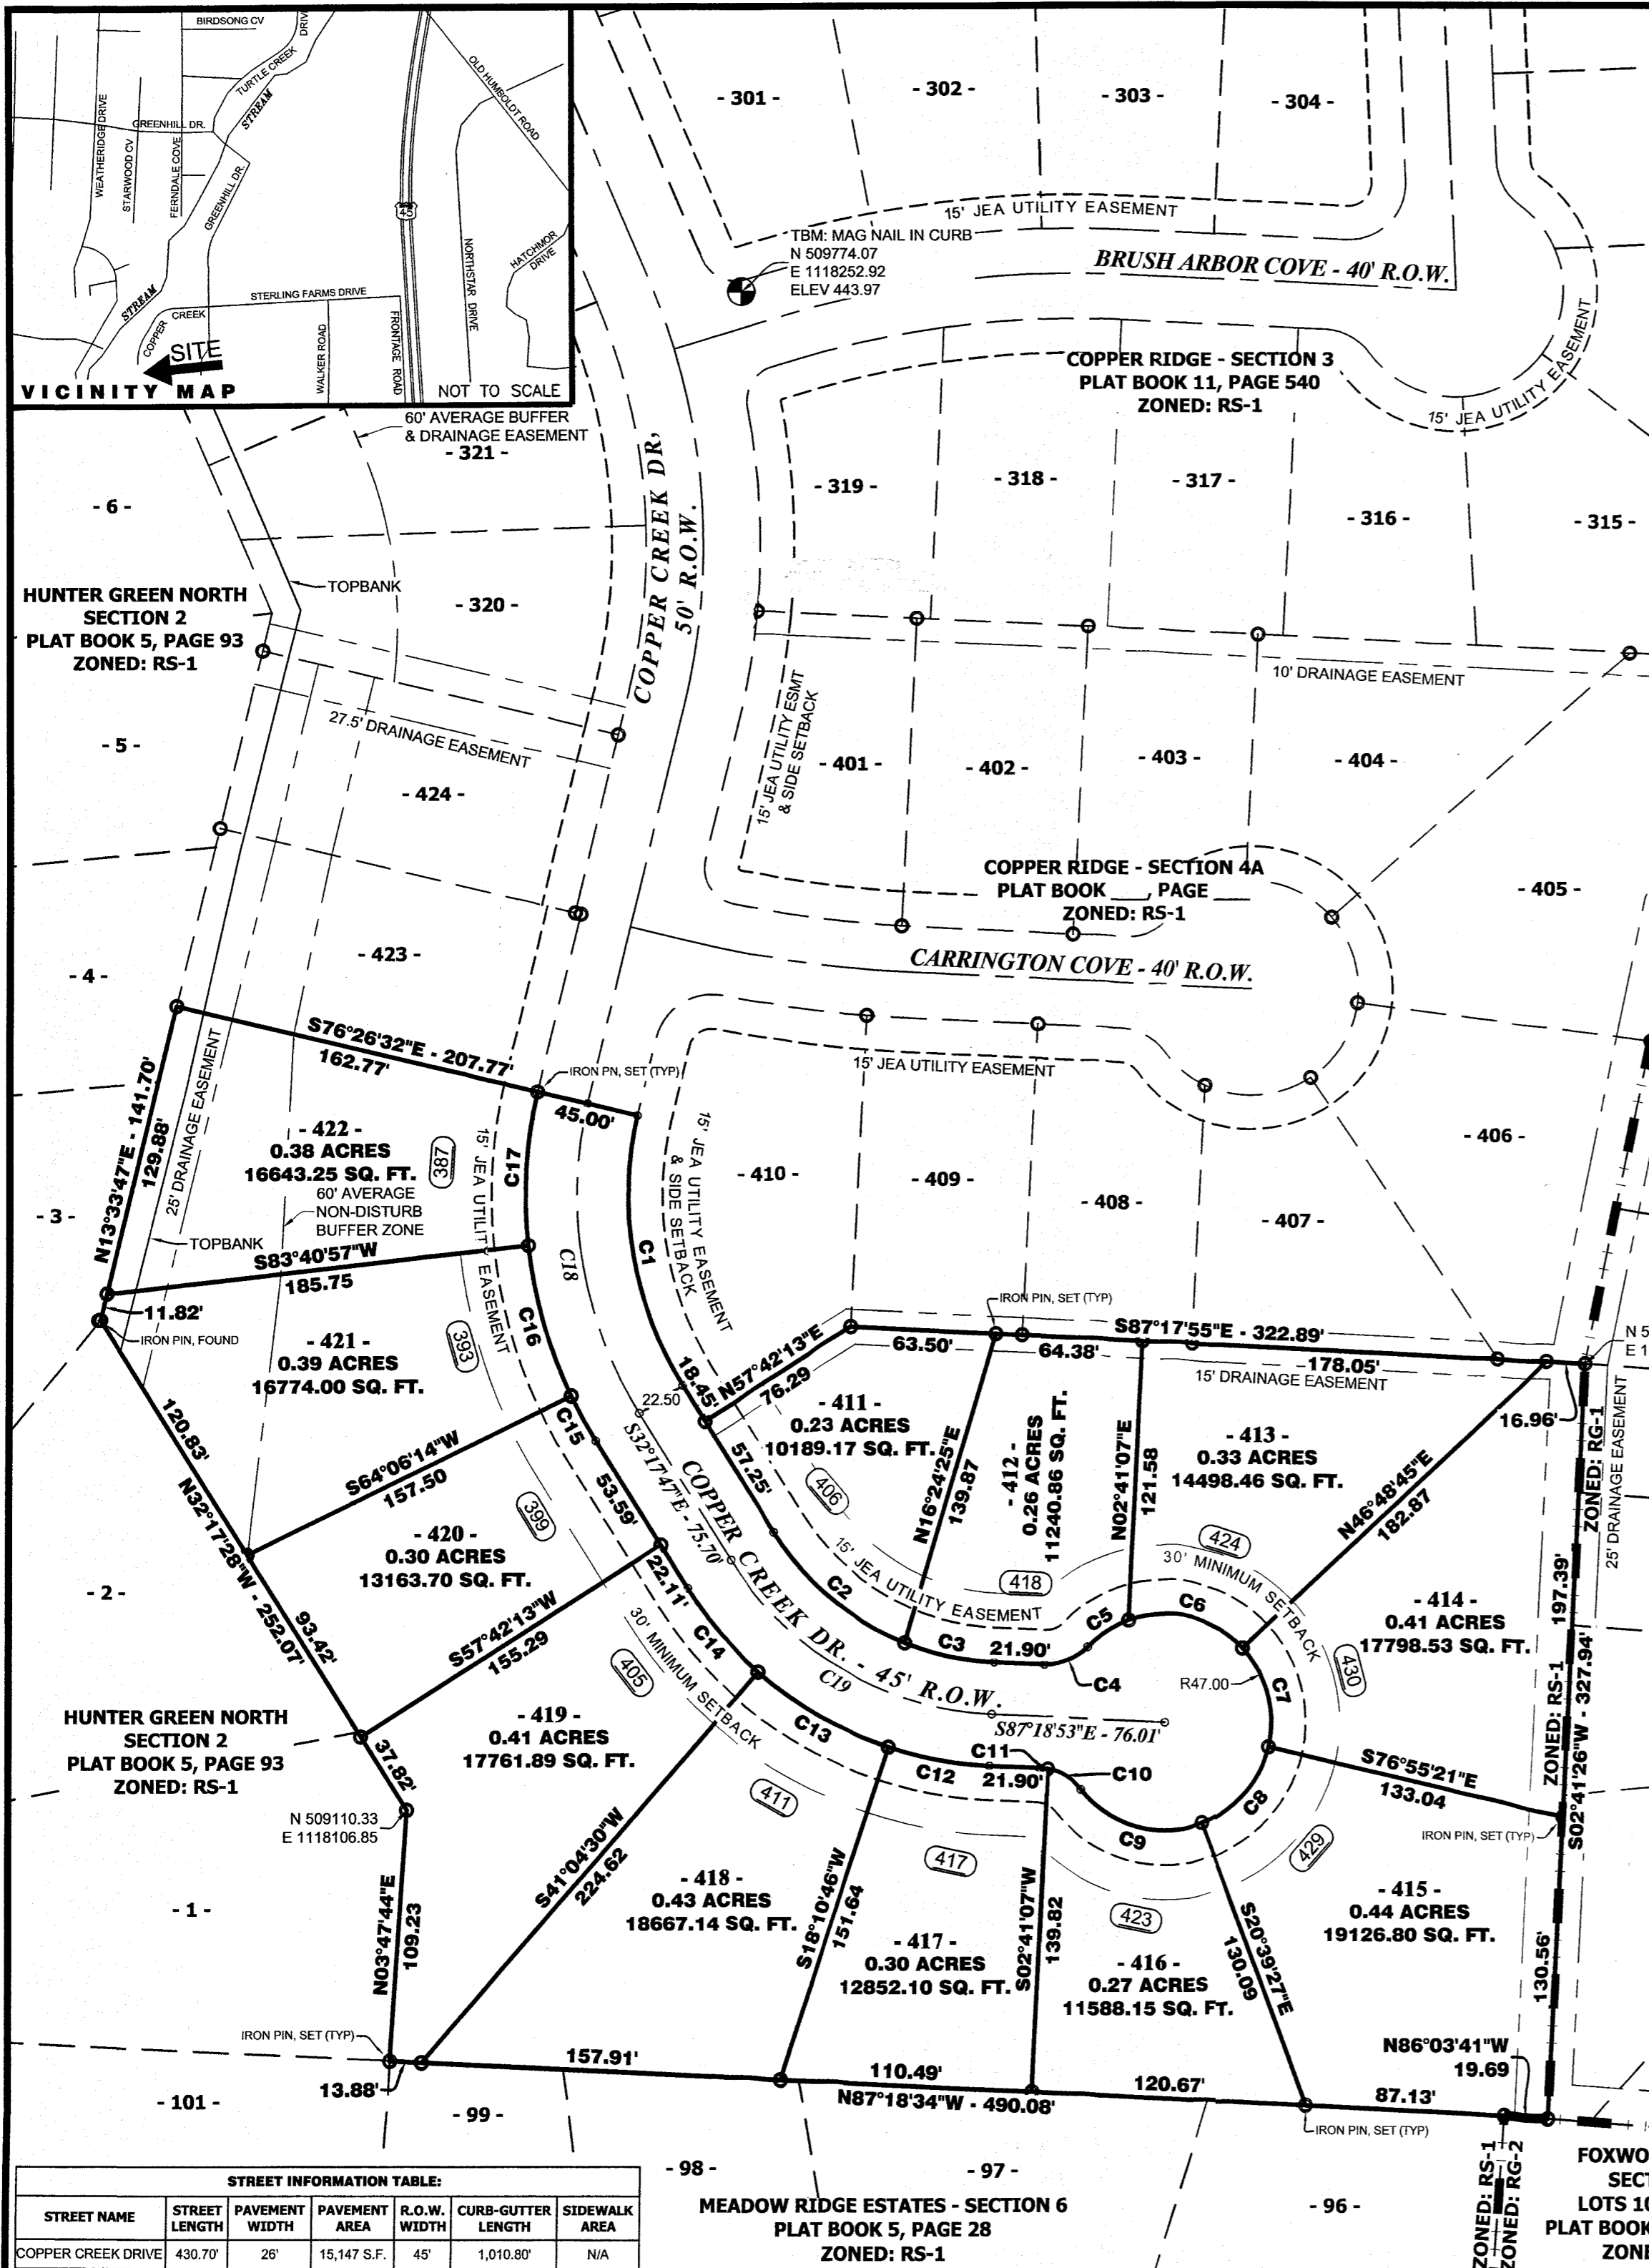 BIRDSONG CV
DRIVE
TURTLE CREEK
STREAM
WEATHERIDGE DRIVE
STARWOOD CV
FERNDALE COVE
GREENHILL DR.
GREENHILL DR.
OLD HUMBOLDT ROAD
45
NORTHSTAR DRIVE
HATCHMOR
DRIVE
STREAM
STERLING FARMS DRIVE
COPPER
CREEK
WALKER ROAD
FRONTAGE ROAD
SITE
VICINITY MAP
NOT TO SCALE
- 301 -
- 302 -
- 303 -
- 304 -
15' JEA UTILITY EASEMENT
TBM: MAG NAIL IN CURB
N 509774.07
E 1118252.92
ELEV 443.97
BRUSH ARBOR COVE - 40' R.O.W.
15' JEA UTILITY EASEMENT
COPPER RIDGE - SECTION 3
PLAT BOOK 11, PAGE 540
ZONED: RS-1
60' AVERAGE BUFFER
& DRAINAGE EASEMENT
- 321 -
COPPER CREEK DR,
50' R.O.W.
- 319 -
- 318 -
- 317 -
- 316 -
- 315 -
- 6 -
TOPBANK
HUNTER GREEN NORTH
SECTION 2
PLAT BOOK 5, PAGE 93
ZONED: RS-1
- 320 -
10' DRAINAGE EASEMENT
27.5' DRAINAGE EASEMENT
- 5 -
- 424 -
15' JEA UTILITY ESMT
& SIDE SETBACK
- 401 -
- 402 -
- 403 -
- 404 -
COPPER RIDGE - SECTION 4A
PLAT BOOK ___, PAGE ___
ZONED: RS-1
- 405 -
- 423 -
- 4 -
CARRINGTON COVE - 40' R.O.W.
15' JEA UTILITY EASEMENT
S76°26'32"E - 207.77'
162.77'
IRON PN, SET (TYP)
45.00'
N13°33'47"E - 141.70'
129.88'
25' DRAINAGE EASEMENT
- 422 -
0.38 ACRES
16643.25 SQ. FT.
387
60' AVERAGE
NON-DISTURB
BUFFER ZONE
15' JEA UTILITY EASEMENT
C17
C18
C1
15' JEA UTILITY EASEMENT
& SIDE SETBACK
- 410 -
- 409 -
- 408 -
- 407 -
- 406 -
- 3 -
TOPBANK
S83°40'57"W
185.75
11.82'
IRON PIN, FOUND
- 421 -
0.39 ACRES
16774.00 SQ. FT.
393
C16
IRON PIN, SET (TYP)
63.50'
S87°17'55"E - 322.89'
64.38'
178.05'
15' DRAINAGE EASEMENT
N 5
E 1
16.96'
18.45'
N57°42'13"E
76.29
22.50
- 411 -
0.23 ACRES
10189.17 SQ. FT.
406
N16°24'25"E
139.87
- 412 -
0.26 ACRES
11240.86 SQ. FT.
418
N02°41'07"E
121.58
- 413 -
0.33 ACRES
14498.46 SQ. FT.
424
N46°48'45"E
182.87
ZONED: RG-1
25' DRAINAGE EASEMENT
120.83'
N32°17'28"W - 252.07'
S64°06'14"W
157.50
C15
53.59'
57.25'
S32°17'47"E - 75.70'
399
- 420 -
0.30 ACRES
13163.70 SQ. FT.
- 2 -
93.42'
S57°42'13"W
155.29
22.11'
COPPER CREEK DR. - 45' R.O.W.
15' JEA UTILITY EASEMENT
30' MINIMUM SETBACK
C2
C3
21.90'
C4
C5
C6
C7
R47.00
430
- 414 -
0.41 ACRES
17798.53 SQ. FT.
197.39'
S02°41'26"W - 327.94'
ZONED: RS-1
405
30' MINIMUM SETBACK
C14
C19
C13
S87°18'53"E - 76.01'
HUNTER GREEN NORTH
SECTION 2
PLAT BOOK 5, PAGE 93
ZONED: RS-1
- 419 -
0.41 ACRES
17761.89 SQ. FT.
37.82'
C11
C12
21.90'
C10
C9
C8
S76°55'21"E
133.04
IRON PIN, SET (TYP)
N 509110.33
E 1118106.85
411
417
429
423
S41°04'30"W
224.62
- 418 -
0.43 ACRES
18667.14 SQ. FT.
S18°10'46"W
151.64
- 417 -
0.30 ACRES
12852.10 SQ. FT.
S02°41'07"W
139.82
- 416 -
0.27 ACRES
11588.15 SQ. FT.
S20°39'27"E
130.09
- 415 -
0.44 ACRES
19126.80 SQ. FT.
130.56'
- 1 -
N03°47'44"E
109.23
IRON PIN, SET (TYP)
13.88'
157.91'
110.49'
N87°18'34"W - 490.08'
120.67'
87.13'
N86°03'41"W
19.69
IRON PIN, SET (TYP)
- 101 -
- 99 -
- 98 -
- 97 -
- 96 -
ZONED: RS-1
ZONED: RG-2
FOXWO
SECT
LOTS 10
PLAT BOOK
ZONE
MEADOW RIDGE ESTATES - SECTION 6
PLAT BOOK 5, PAGE 28
ZONED: RS-1
STREET INFORMATION TABLE:
STREET NAME STREET LENGTH PAVEMENT WIDTH PAVEMENT AREA R.O.W. WIDTH CURB-GUTTER LENGTH SIDEWALK AREA
COPPER CREEK DRIVE 430.70' 26' 15,147 S.F. 45' 1,010.80' N/A